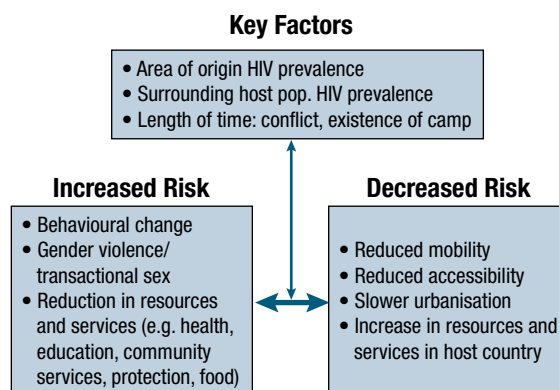 Key Factors
• Area of origin HIV prevalence
• Surrounding host pop. HIV prevalence
• Length of time: conflict, existence of camp
Increased Risk
• Behavioural change
• Gender violence/
transactional sex
• Reduction in resources
and services (e.g. health,
education, community
services, protection, food)
Decreased Risk
• Reduced mobility
• Reduced accessibility
• Slower urbanisation
• Increase in resources and
services in host country